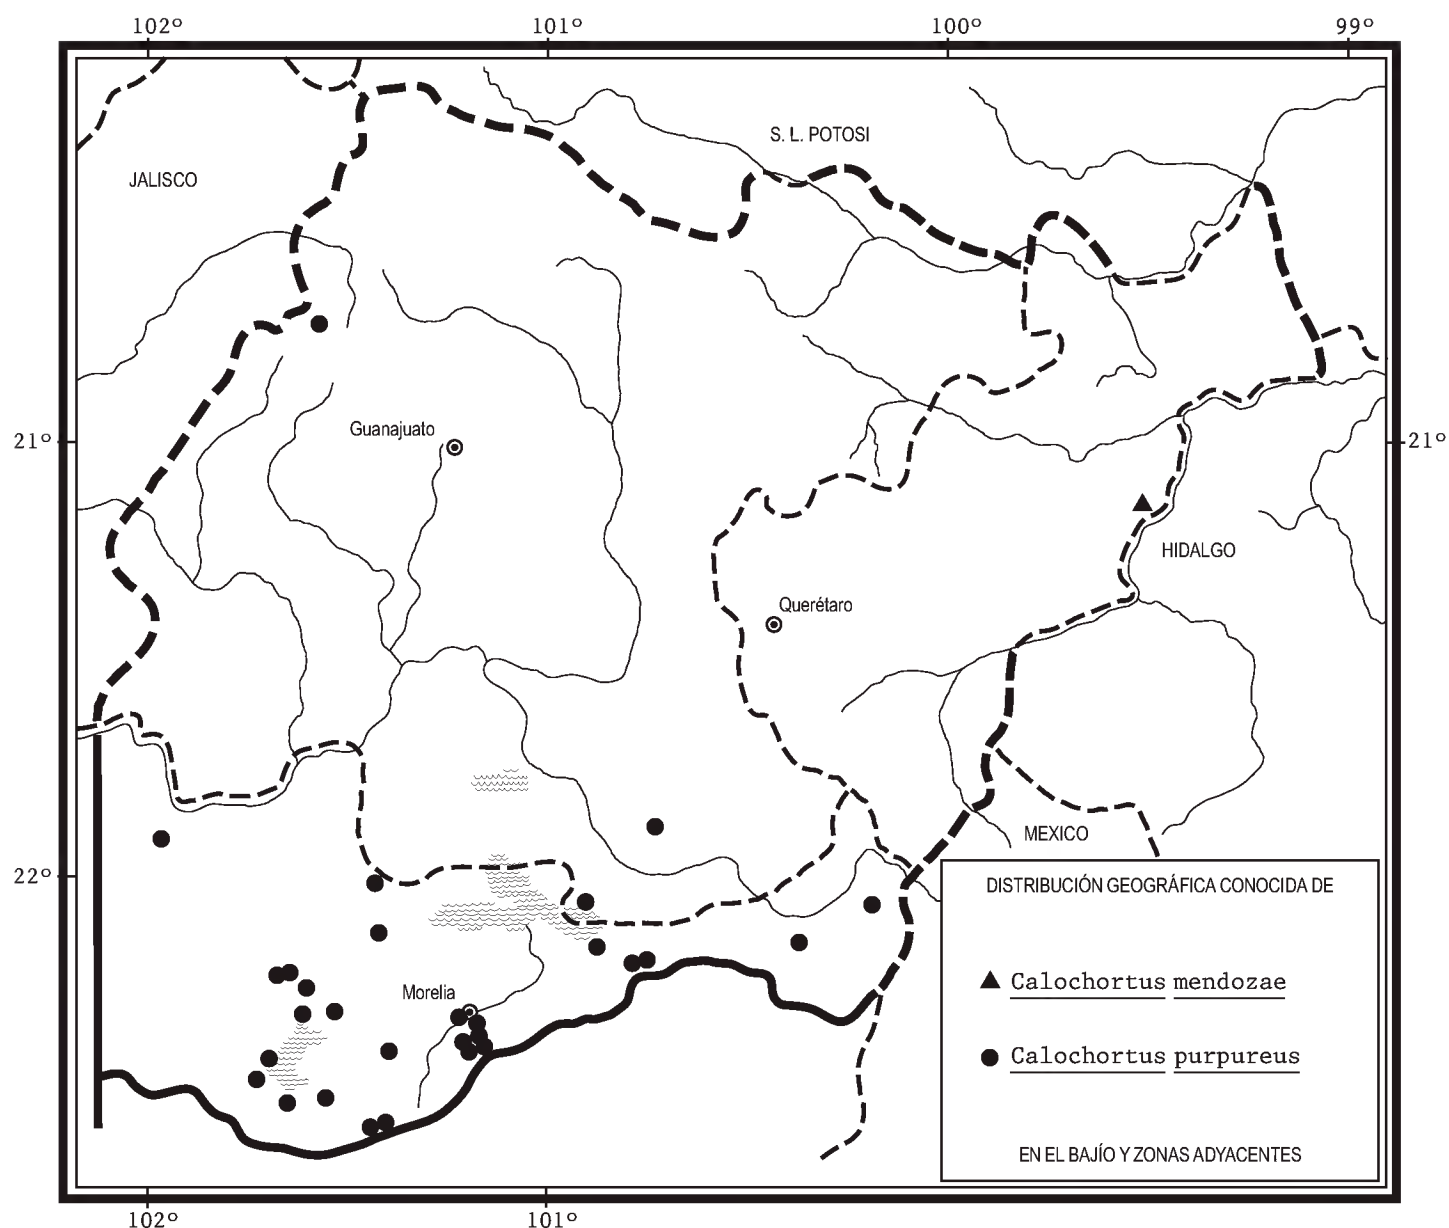 102º 101º 100º 99º
S. L. POTOSI
JALISCO
Guanajuato
21º 21º
HIDALGO
Querétaro
MEXICO
22º
DISTRIBUCIÓN GEOGRÁFICA CONOCIDA DE
Calochortus mendozae
Morelia
Calochortus purpureus
EN EL BAJÍO Y ZONAS ADYACENTES
102º 101º